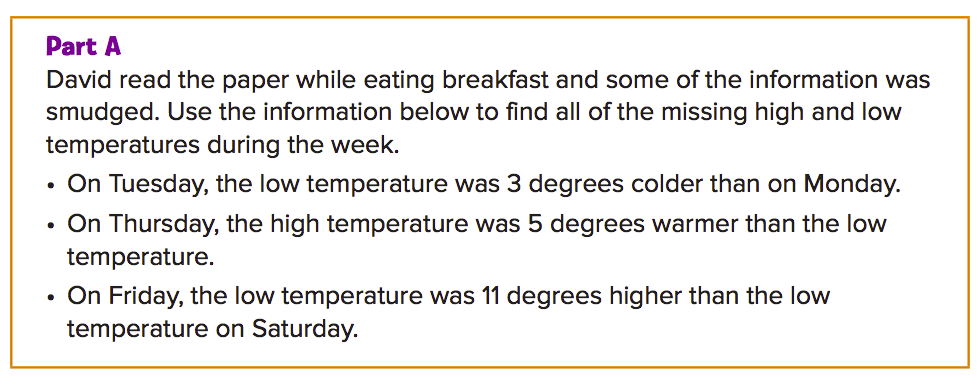 Part A
David read the paper while eating breakfast and some of the information was
smudged. Use the information below to find all of the missing high and low
temperatures during the week.
• On Tuesday, the low temperature was 3 degrees colder than on Monday.
• On Thursday, the high temperature was 5 degrees warmer than the low
temperature.
• On Friday, the low temperature was 11 degrees higher than the low
temperature on Saturday.